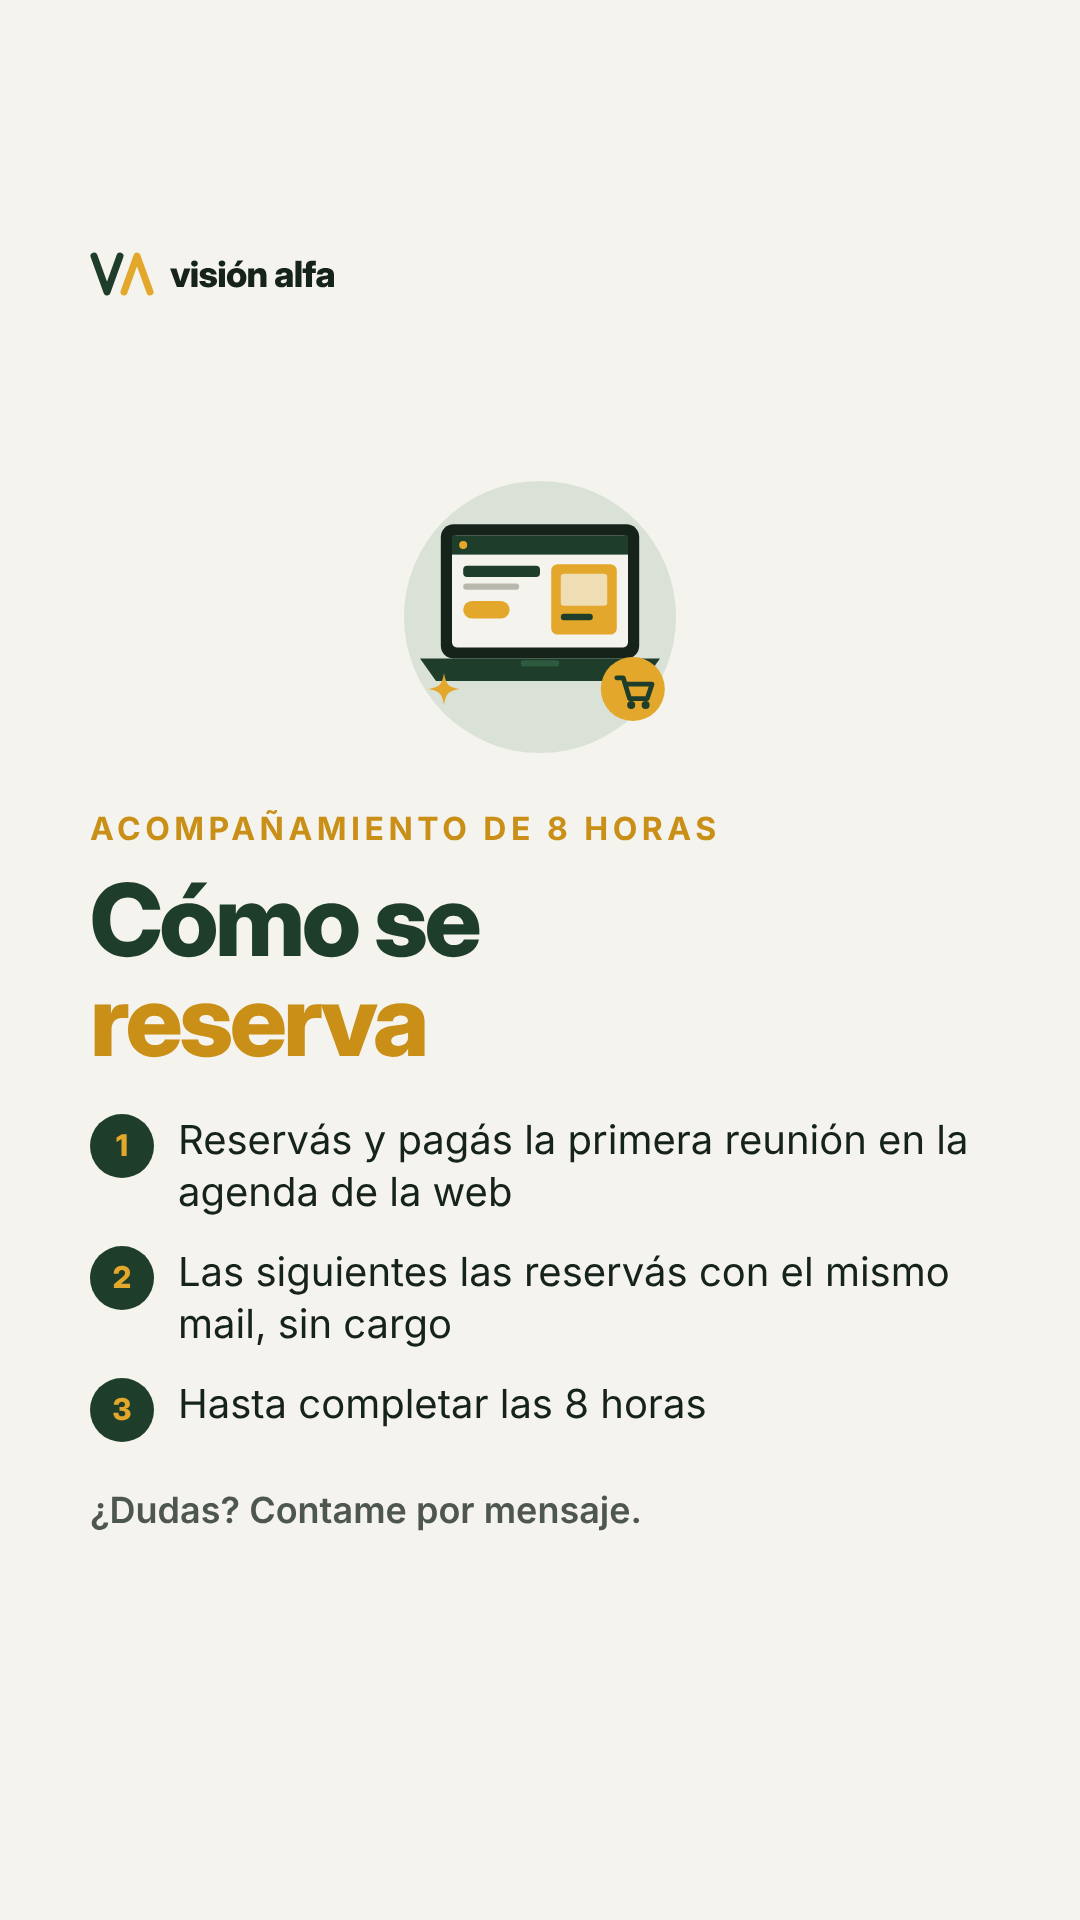 visión alfa
ACOMPAÑAMIENTO DE 8 HORAS
Cómo se
reserva
1 Reservás y pagás la primera reunión en la
agenda de la web
2 Las siguientes las reservás con el mismo
mail, sin cargo
3 Hasta completar las 8 horas
¿Dudas? Contame por mensaje.